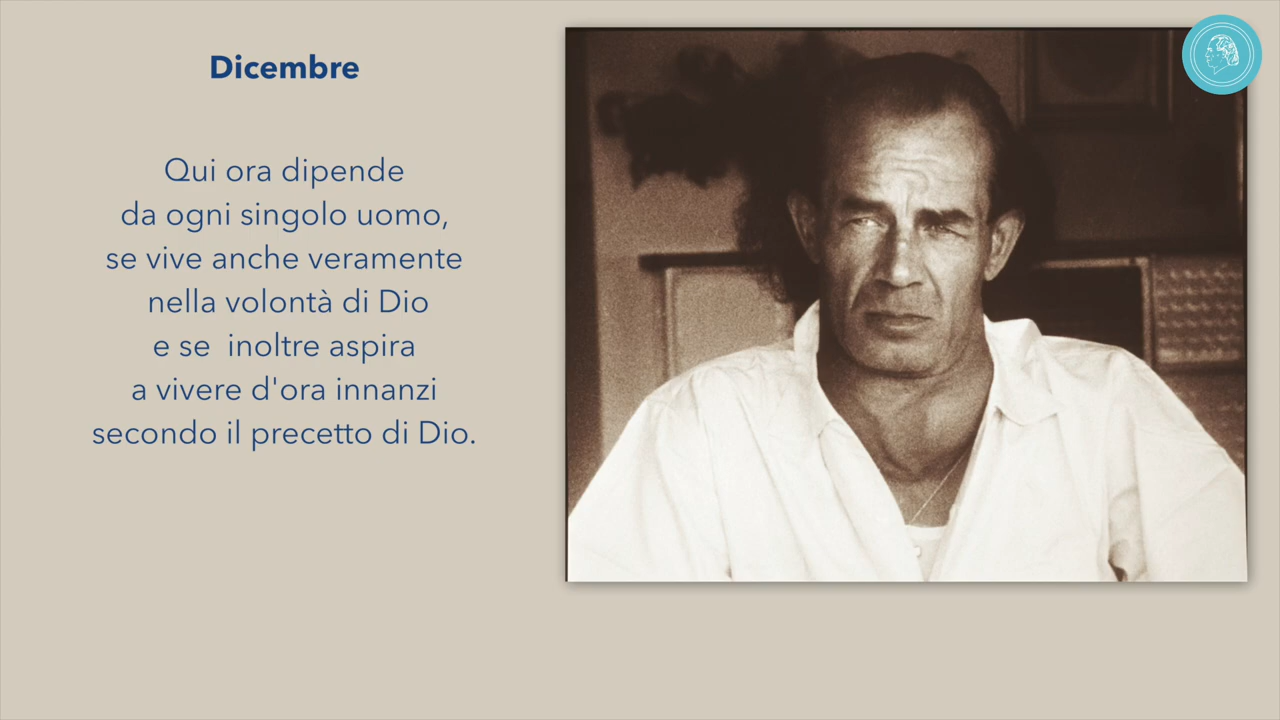 Dicembre
Qui ora dipende
da ogni singolo uomo,
se vive anche veramente
nella volontà di Dio
e se  inoltre aspira
a vivere d'ora innanzi
secondo il precetto di Dio.